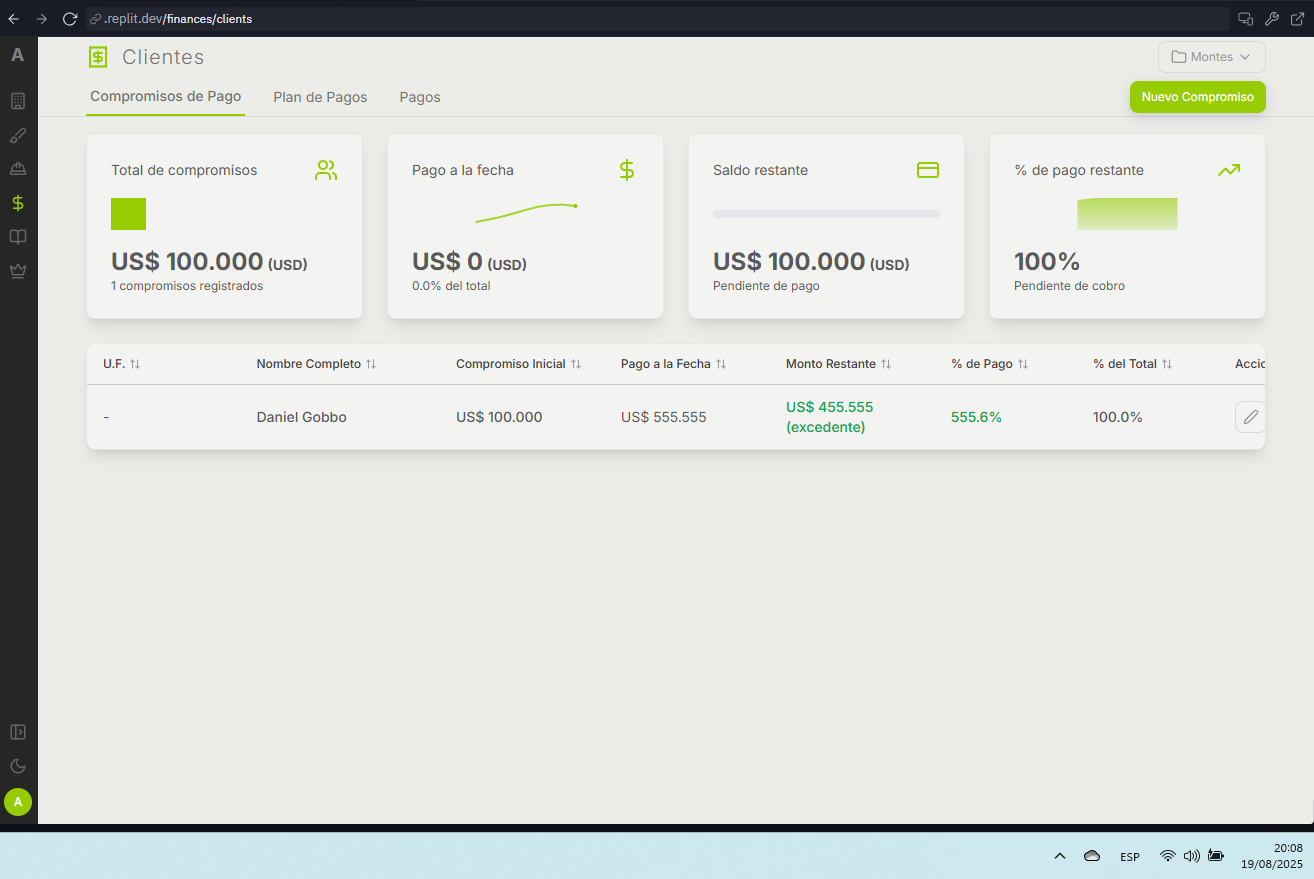 .replit.dev/finances/clients
A
Clientes
Montes
Compromisos de Pago
Plan de Pagos
Pagos
Nuevo Compromiso
Total de compromisos
US$ 100.000 (USD)
1 compromisos registrados
Pago a la fecha
US$ 0 (USD)
0.0% del total
Saldo restante
US$ 100.000 (USD)
Pendiente de pago
% de pago restante
100%
Pendiente de cobro
U.F. Nombre Completo Compromiso Inicial Pago a la Fecha Monto Restante % de Pago % del Total Accio
- Daniel Gobbo US$ 100.000 US$ 555.555 US$ 455.555 (excedente) 555.6% 100.0%
A
ESP
20:08
19/08/2025